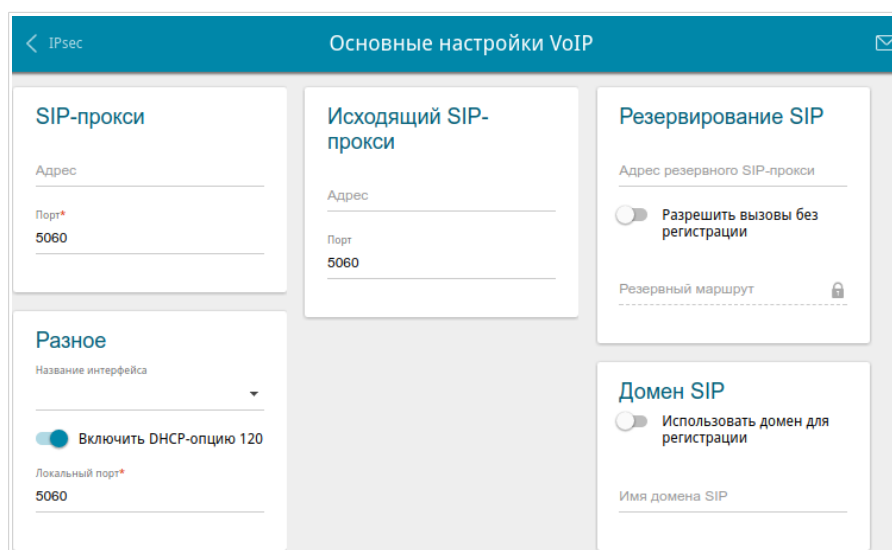 IPsec
Основные настройки VoIP
SIP-прокси
Адрес
Порт*
5060
Исходящий SIP-
прокси
Адрес
Порт
5060
Резервирование SIP
Адрес резервного SIP-прокси
Разрешить вызовы без
регистрации
Резервный маршрут
Разное
Название интерфейса
Включить DHCP-опцию 120
Локальный порт*
5060
Домен SIP
Использовать домен для
регистрации
Имя домена SIP